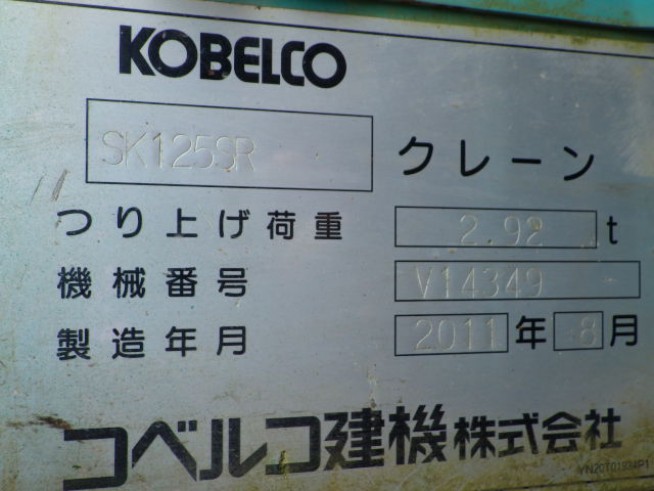 KOBELCO
SK125SR クレーン
つり上げ荷重 2.92 t
機械番号 V14349
製造年月 2011 年 8 月
コベルコ建機株式会社